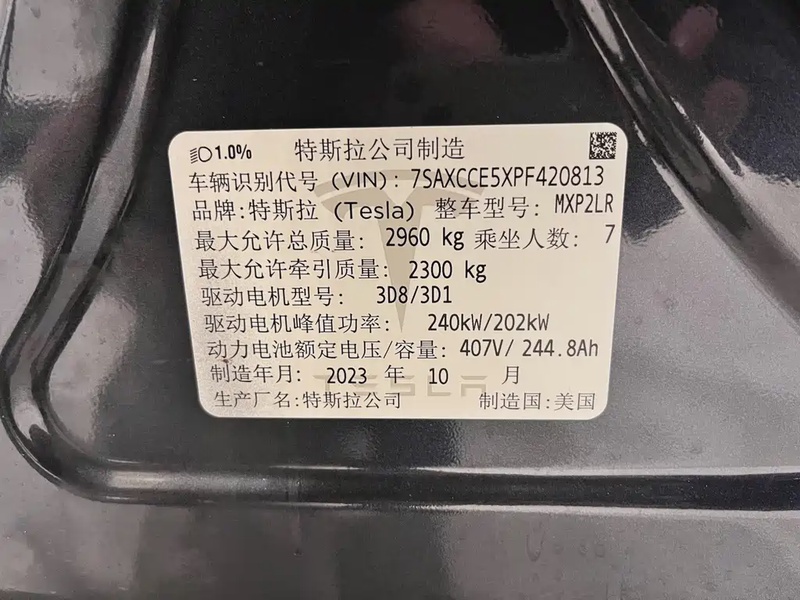 1.0% 特斯拉公司制造
车辆识别代号 (VIN): 7SAXCCE5XPF420813
品牌:特斯拉 (Tesla) 整车型号: MXP2LR
最大允许总质量: 2960 kg 乘坐人数: 7
最大允许牵引质量: 2300 kg
驱动电机型号: 3D8/3D1
驱动电机峰值功率: 240kW/202kW
动力电池额定电压/容量: 407V/ 244.8Ah
制造年月: 2023 年 10 月
TESLA
生产厂名:特斯拉公司 制造国:美国